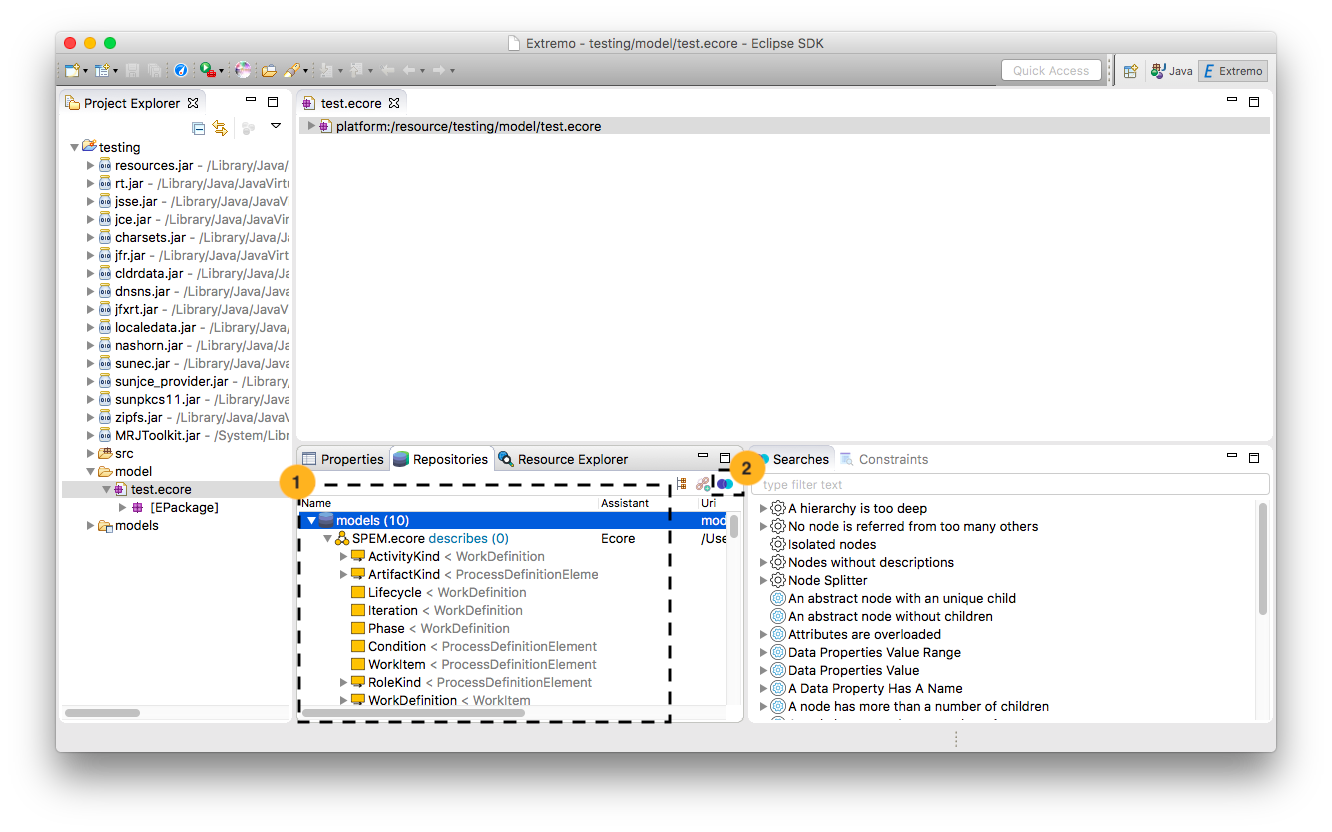 Extremo - testing/model/test.ecore - Eclipse SDK
Quick Access
Java
Extremo
Project Explorer
testing
resources.jar - /Library/Java/
rt.jar - /Library/Java/JavaVirtu
jsse.jar - /Library/Java/JavaV
jce.jar - /Library/Java/JavaVir
charsets.jar - /Library/Java/Ja
jfr.jar - /Library/Java/JavaVirt
cldrdata.jar - /Library/Java/Ja
dnsns.jar - /Library/Java/Java
jfxrt.jar - /Library/Java/JavaV
localedata.jar - /Library/Java/
nashorn.jar - /Library/Java/Ja
sunec.jar - /Library/Java/Java
sunjce_provider.jar - /Library/
sunpkcs11.jar - /Library/Java
zipfs.jar - /Library/Java/JavaV
MRJToolkit.jar - /System/Libr
src
model
test.ecore
[EPackage]
models
test.ecore
platform:/resource/testing/model/test.ecore
Properties
Repositories
Resource Explorer
1
2
Name Assistant Uri
models (10) mod
SPEM.ecore describes (0) Ecore /Use
ActivityKind < WorkDefinition
ArtifactKind < ProcessDefinitionEleme
Lifecycle < WorkDefinition
Iteration < WorkDefinition
Phase < WorkDefinition
Condition < ProcessDefinitionElement
WorkItem < ProcessDefinitionElement
RoleKind < ProcessDefinitionElement
WorkDefinition < WorkItem
Searches
Constraints
type filter text
A hierarchy is too deep
No node is referred from too many others
Isolated nodes
Nodes without descriptions
Node Splitter
An abstract node with an unique child
An abstract node without children
Attributes are overloaded
Data Properties Value Range
Data Properties Value
A Data Property Has A Name
A node has more than a number of children